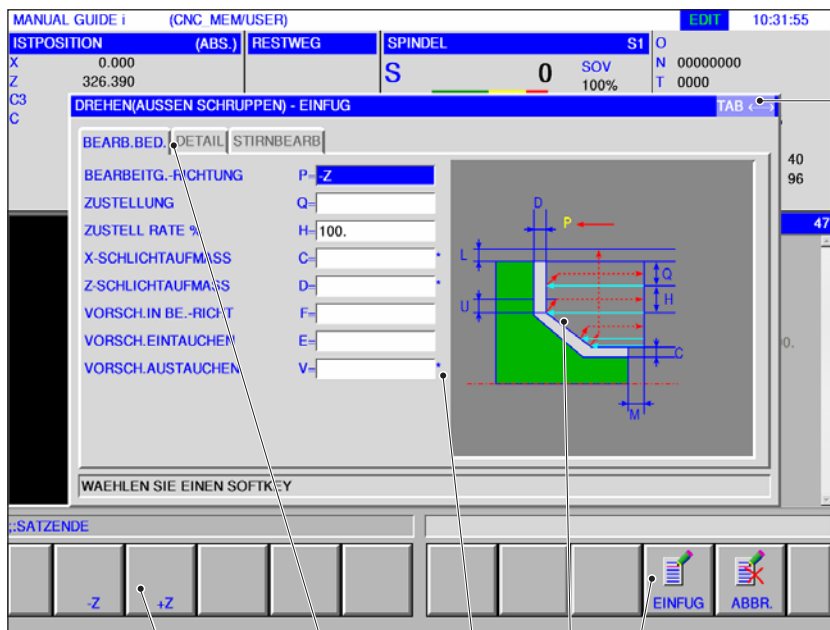 MANUAL GUIDE i (CNC_MEM/USER) EDIT 10:31:55
ISTPOSITION (ABS.) RESTWEG SPINDEL S1 O
X 0.000 S 0 SOV 100% N 00000000
Z 326.390 T 0000
C3
C
DREHEN(AUSSEN SCHRUPPEN) - EINFUG TAB ← →
BEARB.BED. DETAIL STIRNBEARB
BEARBEITG.-RICHTUNG P= -Z
ZUSTELLUNG Q=
ZUSTELL RATE % H= 100.
X-SCHLICHTAUFMASS C= *
Z-SCHLICHTAUFMASS D= *
VORSCH.IN BE.-RICHT F=
VORSCH.EINTAUCHEN E=
VORSCH.AUSTAUCHEN V= *
D
P
L
Q
U
H
C
M
40
96
47
0.
WAEHLEN SIE EINEN SOFTKEY
;:SATZENDE
-Z +Z EINFUG ABBR.